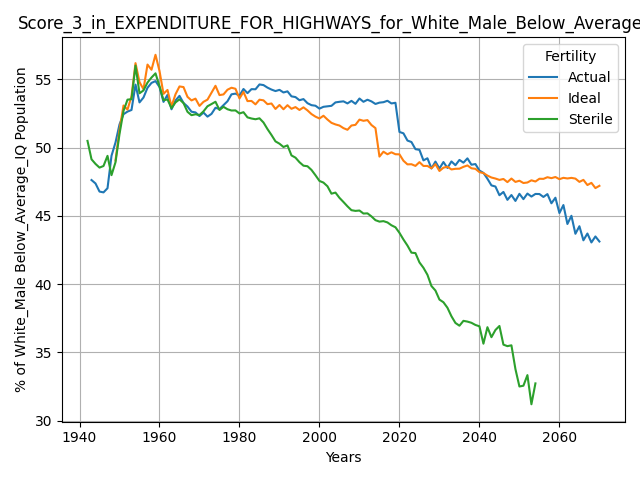 Score_3_in_EXPENDITURE_FOR_HIGHWAYS_for_White_Male_Below_Average
% of White_Male Below_Average_IQ Population
55
50
45
40
35
30
1940
1960
1980
2000
2020
2040
2060
Years
Fertility
Actual
Ideal
Sterile